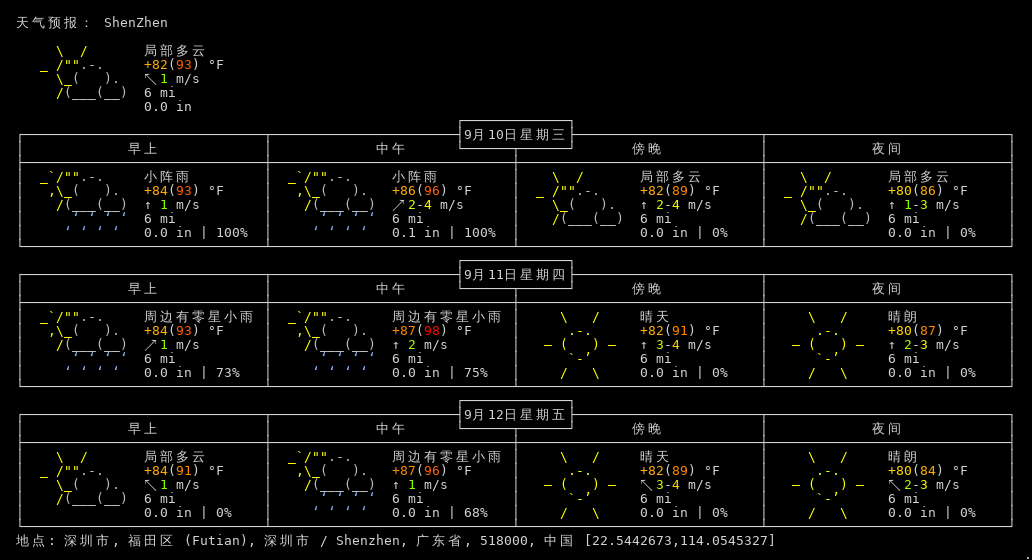 天气预报： ShenZhen
局部多云
+82(93) °F
↖ 1 m/s
6 mi
0.0 in
9月10日星期三
早上 中午 傍晚 夜间
小阵雨 小阵雨 局部多云 局部多云
+84(93) °F +86(96) °F +82(89) °F +80(86) °F
↑ 1 m/s ↗ 2-4 m/s ↑ 2-4 m/s ↑ 1-3 m/s
6 mi 6 mi 6 mi 6 mi
0.0 in | 100% 0.1 in | 100% 0.0 in | 0% 0.0 in | 0%
9月11日星期四
早上 中午 傍晚 夜间
周边有零星小雨 周边有零星小雨 晴天 晴朗
+84(93) °F +87(98) °F +82(91) °F +80(87) °F
↗ 1 m/s ↑ 2 m/s ↑ 3-4 m/s ↑ 2-3 m/s
6 mi 6 mi 6 mi 6 mi
0.0 in | 73% 0.0 in | 75% 0.0 in | 0% 0.0 in | 0%
9月12日星期五
早上 中午 傍晚 夜间
局部多云 周边有零星小雨 晴天 晴朗
+84(91) °F +87(96) °F +82(89) °F +80(84) °F
↖ 1 m/s ↑ 1 m/s ↖ 3-4 m/s ↖ 2-3 m/s
6 mi 6 mi 6 mi 6 mi
0.0 in | 0% 0.0 in | 68% 0.0 in | 0% 0.0 in | 0%
地点: 深圳市, 福田区 (Futian), 深圳市 / Shenzhen, 广东省, 518000, 中国 [22.5442673,114.0545327]